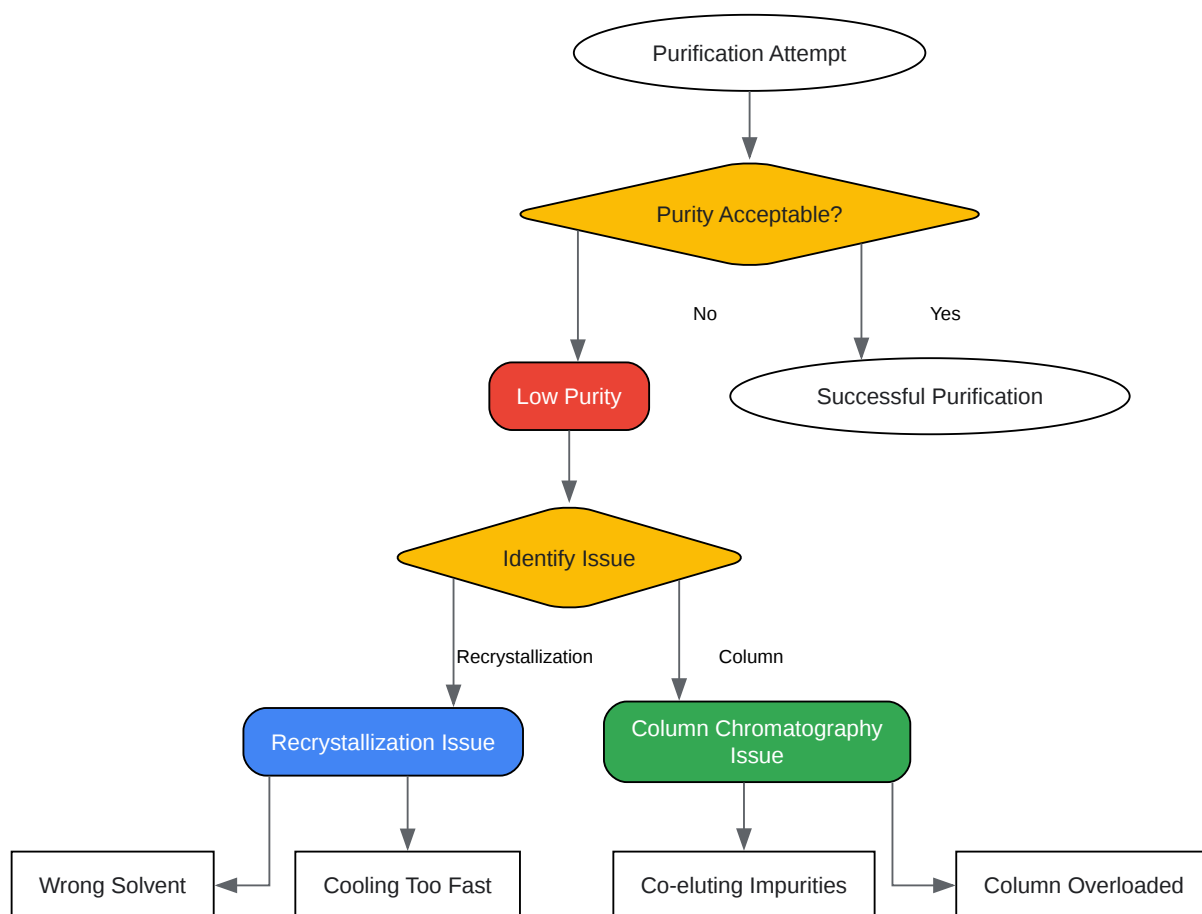 Purification Attempt
Purity Acceptable?
No
Yes
Low Purity
Successful Purification
Identify Issue
Recrystallization
Column
Recrystallization Issue
Column Chromatography
Issue
Wrong Solvent
Cooling Too Fast
Co-eluting Impurities
Column Overloaded